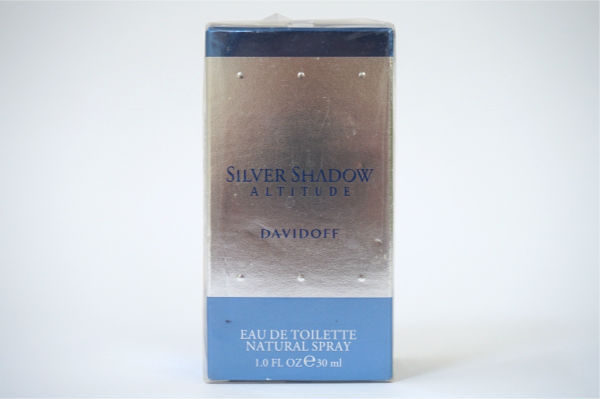 SILVER SHADOW
ALTITUDE
DAVIDOFF
EAU DE TOILETTE
NATURAL SPRAY
1.0 FL OZ ℮ 30 ml